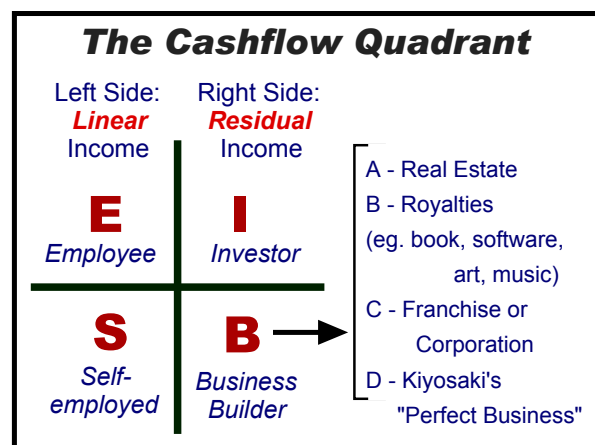 The Cashflow Quadrant
Left Side:
Linear
Income
Right Side:
Residual
Income
E
Employee
I
Investor
S
Self-
employed
B
Business
Builder
A - Real Estate
B - Royalties
(eg. book, software,
art, music)
C - Franchise or
Corporation
D - Kiyosaki's
"Perfect Business"